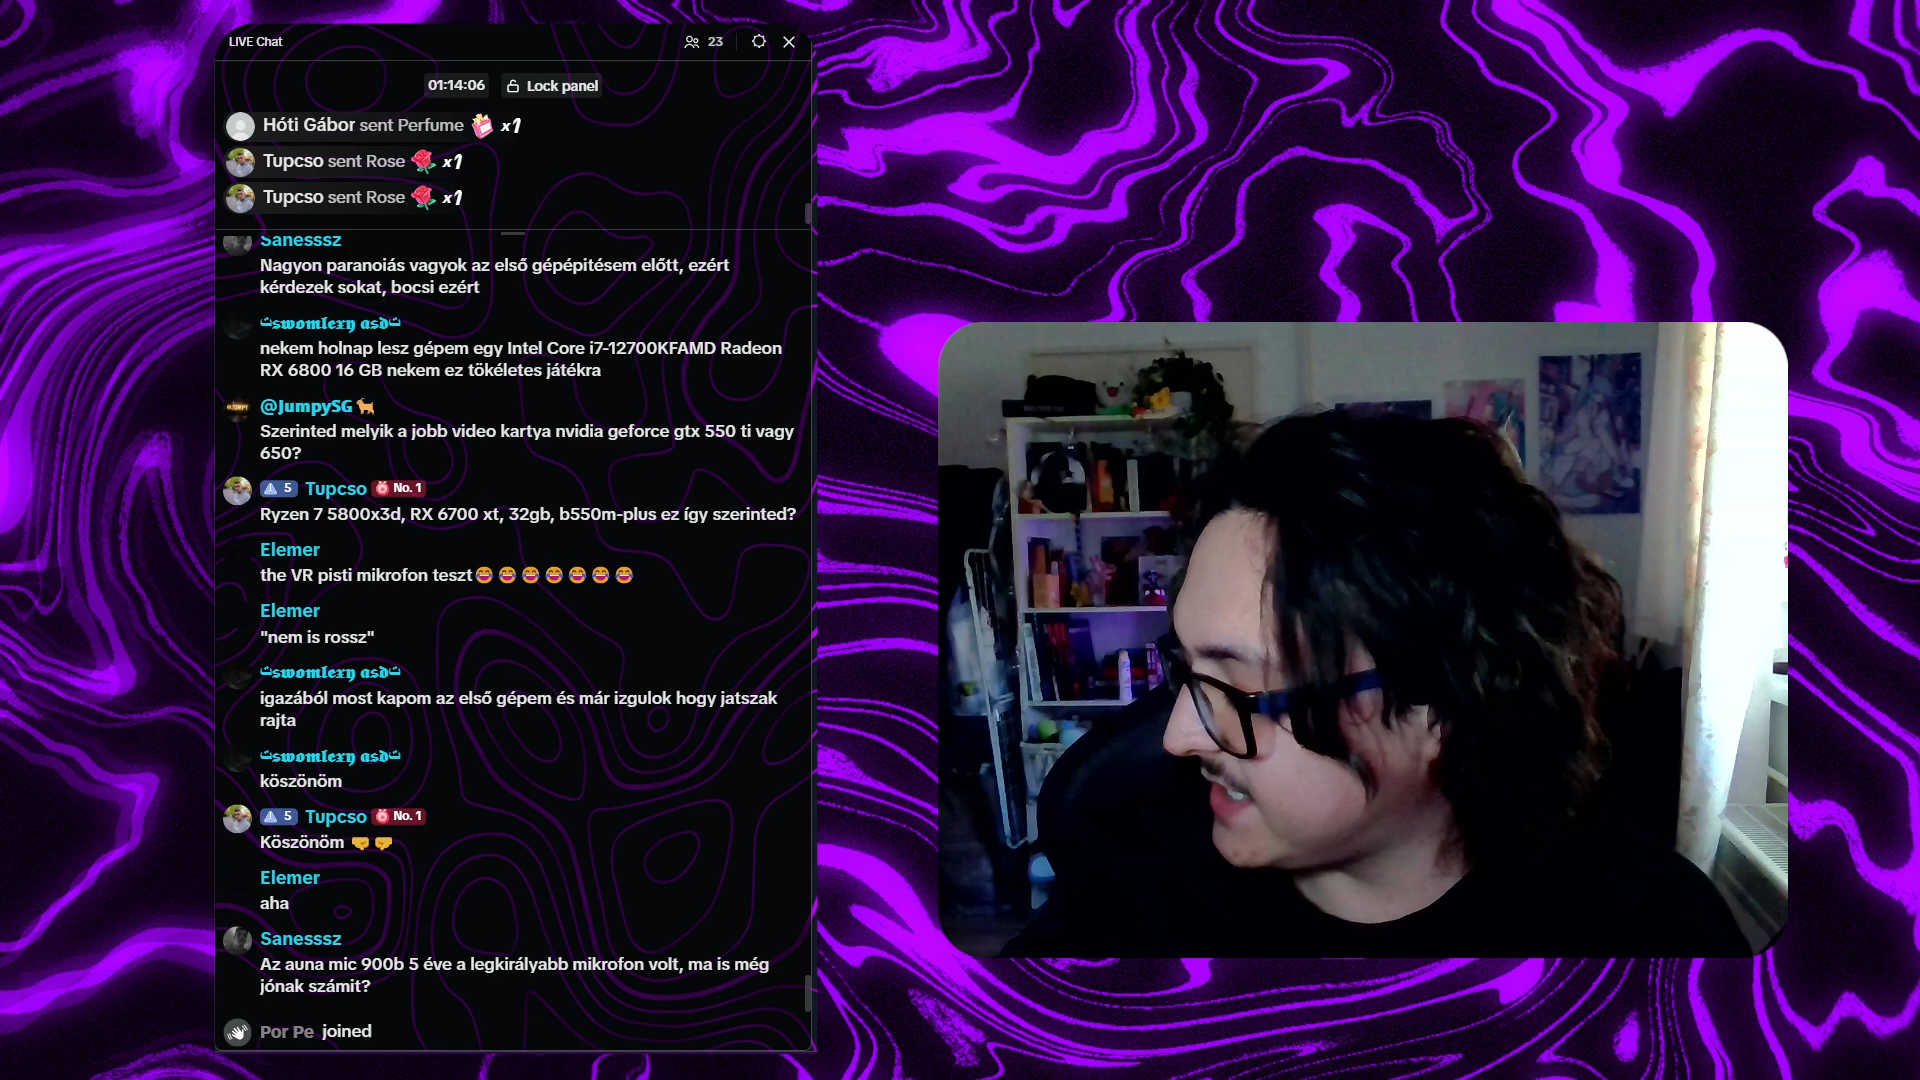 LIVE Chat
23
01:14:06
Lock panel
Hóti Gábor sent Perfume x1
Tupcso sent Rose x1
Tupcso sent Rose x1
Sanesssz
Nagyon paranoiás vagyok az első gépépitésem előtt, ezért
kérdezek sokat, bocsi ezért
swomlexy asd
nekem holnap lesz gépem egy Intel Core i7-12700KFAMD Radeon
RX 6800 16 GB nekem ez tökéletes játékra
@JumpySG
Szerinted melyik a jobb video kartya nvidia geforce gtx 550 ti vagy
650?
5 Tupcso No. 1
Ryzen 7 5800x3d, RX 6700 xt, 32gb, b550m-plus ez így szerinted?
Elemer
the VR pisti mikrofon teszt😂😂😂😂😂😂😂
Elemer
"nem is rossz"
swomlexy asd
igazából most kapom az első gépem és már izgulok hogy jatszak
rajta
swomlexy asd
köszönöm
5 Tupcso No. 1
Köszönöm 🤜🤛
Elemer
aha
Sanesssz
Az auna mic 900b 5 éve a legkirályabb mikrofon volt, ma is még
jónak számit?
Por Pe joined